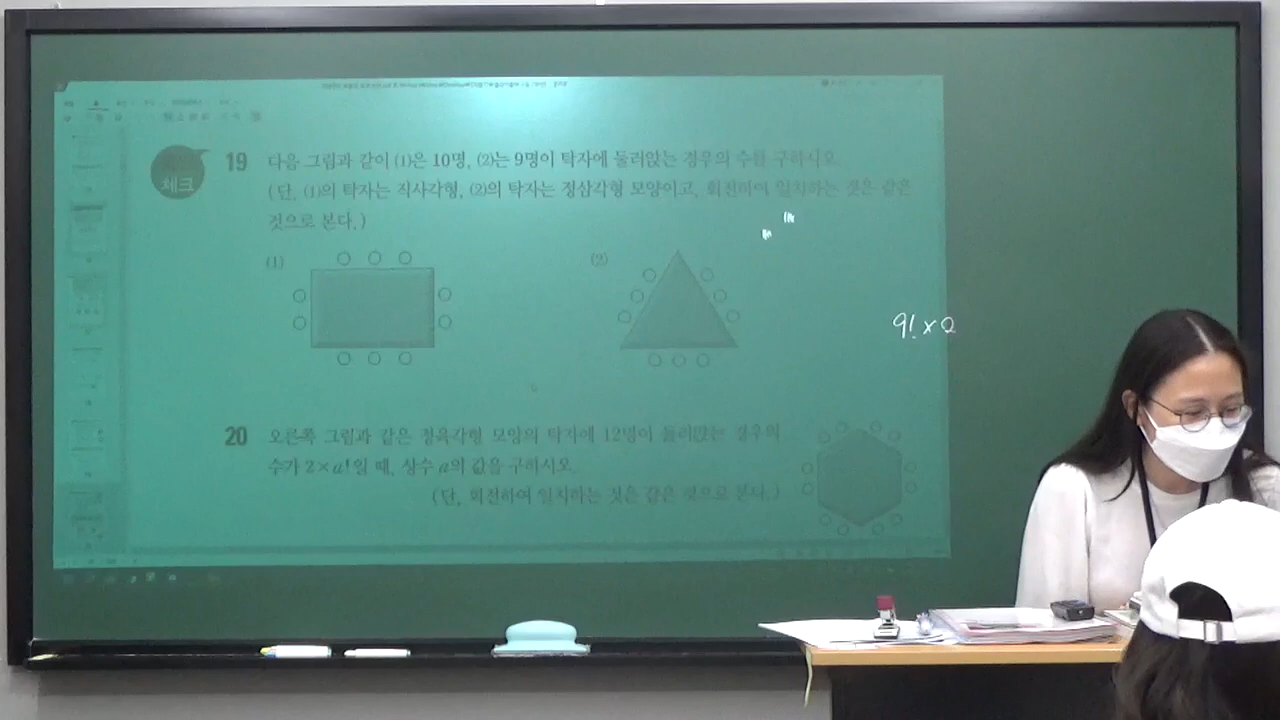 체크
19 다음 그림과 같이 (1)은 10명, (2)는 9명이 탁자에 둘러앉는 경우의 수를 구하시오.
(단, (1)의 탁자는 직사각형, (2)의 탁자는 정삼각형 모양이고, 회전하여 일치하는 것은 같은
것으로 본다.)
(1)
(2)
9! ×
20 오른쪽 그림과 같은 정육각형 모양의 탁자에 12명이 둘러앉는 경우의
수가 2×a!일 때, 상수 a의 값을 구하시오.
(단, 회전하여 일치하는 것은 같은 것으로 본다.)